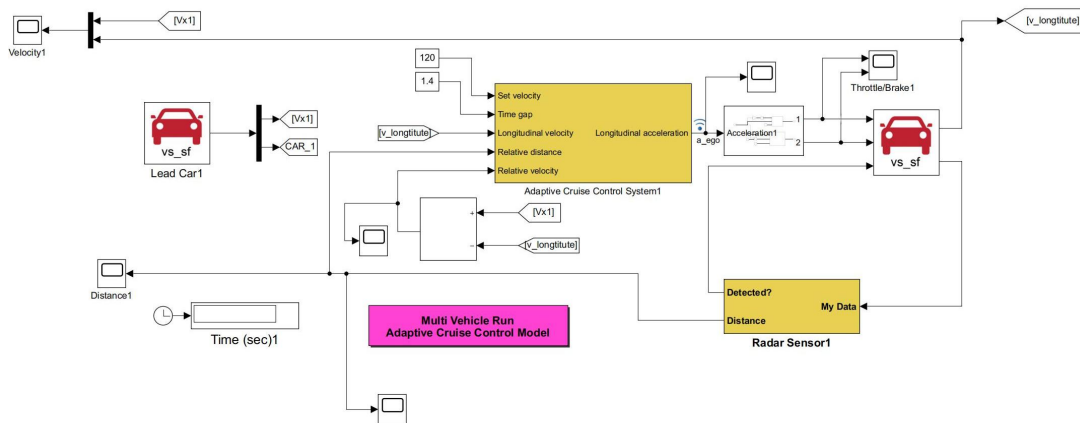 [Vx1]
[v_longtitute]
Velocity1
120
Throttle/Brake1
1.4
Set velocity
Time gap
[v_longtitute]
Longitudinal velocity
Longitudinal acceleration
Relative distance
Relative velocity
a_ego
Acceleration1
1
2
vs_sf
Adaptive Cruise Control System1
[Vx1]
CAR_1
vs_sf
Lead Car1
+
[Vx1]
−
[v_longtitute]
Distance1
Detected?
My Data
Distance
Radar Sensor1
Time (sec)1
Multi Vehicle Run
Adaptive Cruise Control Model